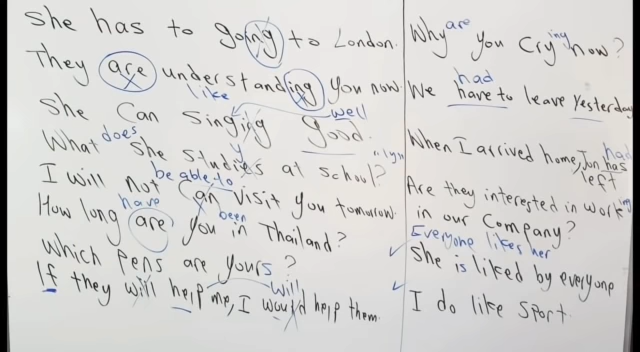 She has to going to London.
They are understanding you now
like
She can singing good
well
does
What she studies at school?
y
be able to
I will not can visit you tomorrow.
have
How long are you in Thailand?
been
Which pens are yours?
will
If they will help me, I would help them
are
Why you Crying now?
had
We have to leave Yesterday
had
When I arrived home, Jon has
left
Are they interested in work
in our Company?
Everyone likes her
She is liked by everyone
I do like Sport.